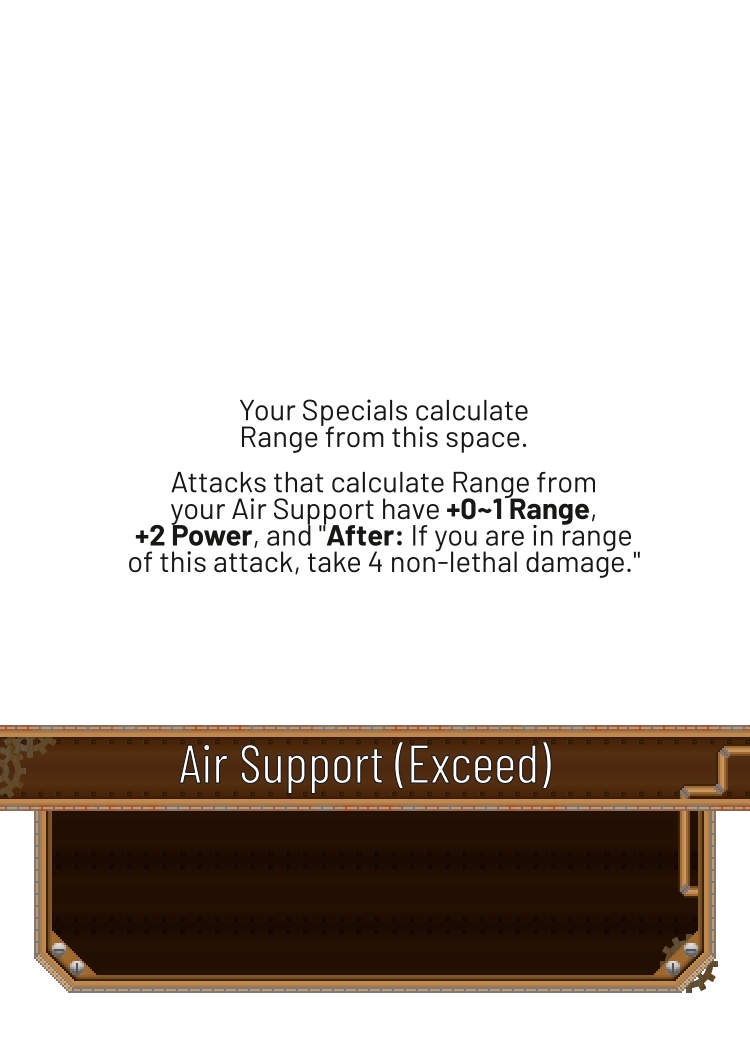 Your Specials calculate
Range from this space.
Attacks that calculate Range from
your Air Support have +0~1 Range,
+2 Power, and "After: If you are in range
of this attack, take 4 non-lethal damage."
Air Support (Exceed)